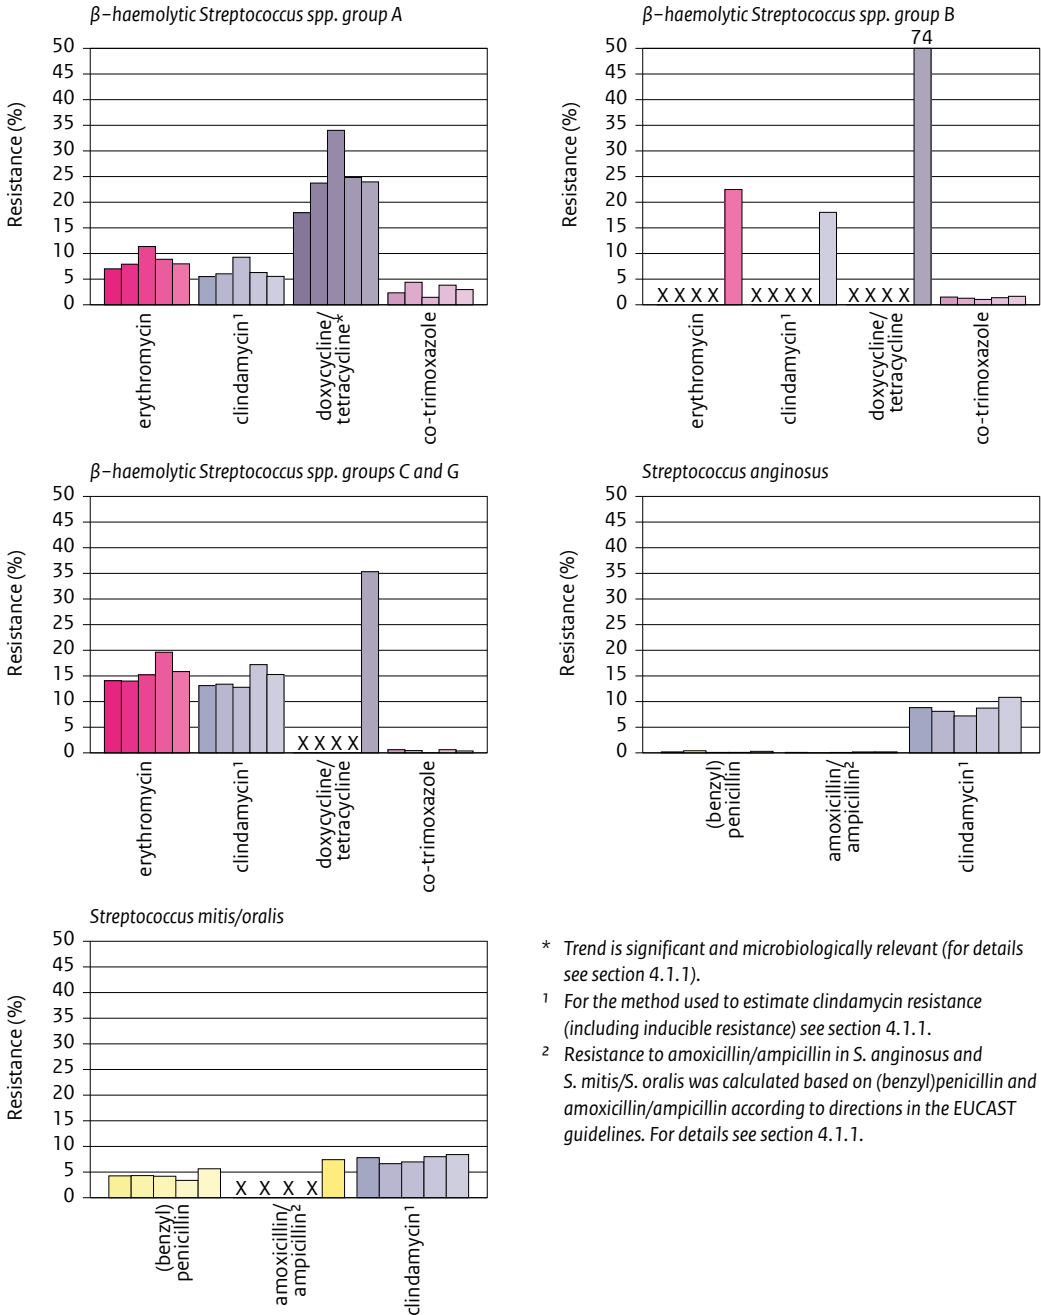 β–haemolytic Streptococcus spp. group A
Resistance (%)
50
45
40
35
30
25
20
15
10
5
0
erythromycin
clindamycin¹
doxycycline/
tetracycline*
co-trimoxazole
β–haemolytic Streptococcus spp. group B
74
Resistance (%)
50
45
40
35
30
25
20
15
10
5
0
X X X X
X X X X
X X X X
erythromycin
clindamycin¹
doxycycline/
tetracycline
co-trimoxazole
β–haemolytic Streptococcus spp. groups C and G
Resistance (%)
50
45
40
35
30
25
20
15
10
5
0
X X X X
erythromycin
clindamycin¹
doxycycline/
tetracycline
co-trimoxazole
Streptococcus anginosus
Resistance (%)
50
45
40
35
30
25
20
15
10
5
0
(benzyl)
penicillin
amoxicillin/
ampicillin²
clindamycin¹
Streptococcus mitis/oralis
Resistance (%)
50
45
40
35
30
25
20
15
10
5
0
X X X X
(benzyl)
penicillin
amoxicillin/
ampicillin²
clindamycin¹
* Trend is significant and microbiologically relevant (for details
see section 4.1.1).
¹ For the method used to estimate clindamycin resistance
(including inducible resistance) see section 4.1.1.
² Resistance to amoxicillin/ampicillin in S. anginosus and
S. mitis/S. oralis was calculated based on (benzyl)penicillin and
amoxicillin/ampicillin according to directions in the EUCAST
guidelines. For details see section 4.1.1.